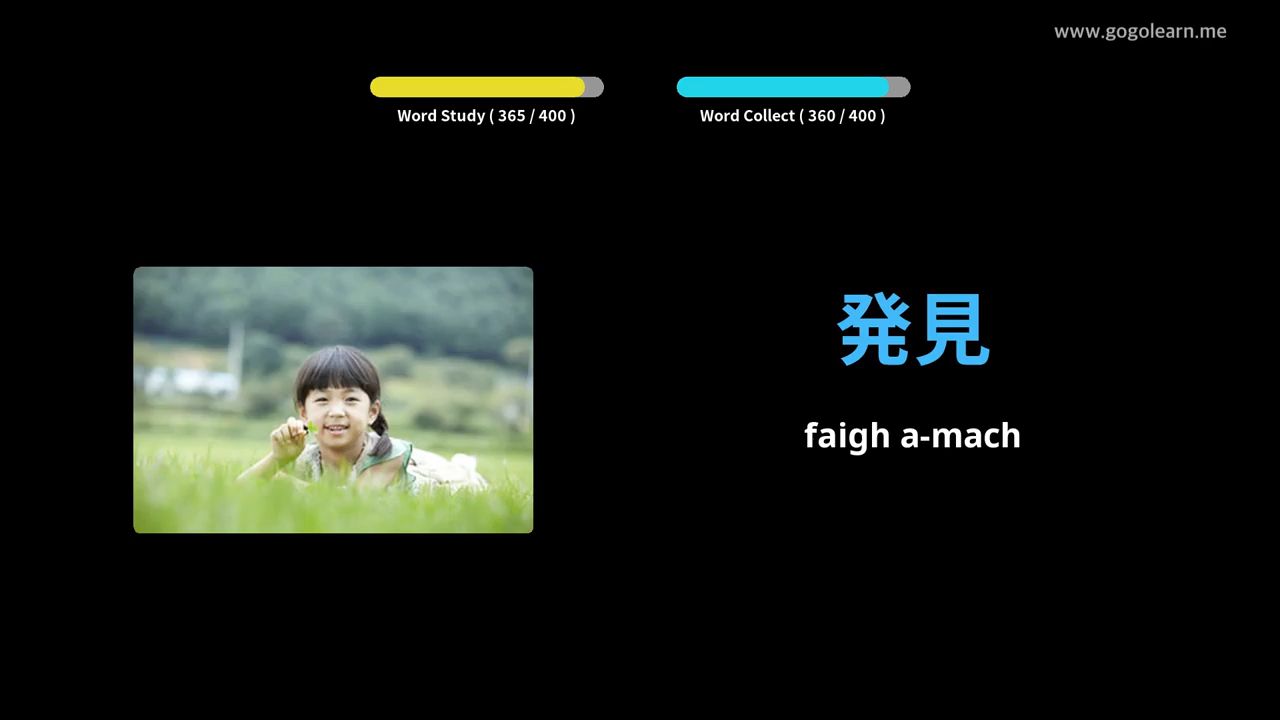 www.gogolearn.me
Word Study ( 365 / 400 )
Word Collect ( 360 / 400 )
発見
faigh a-mach